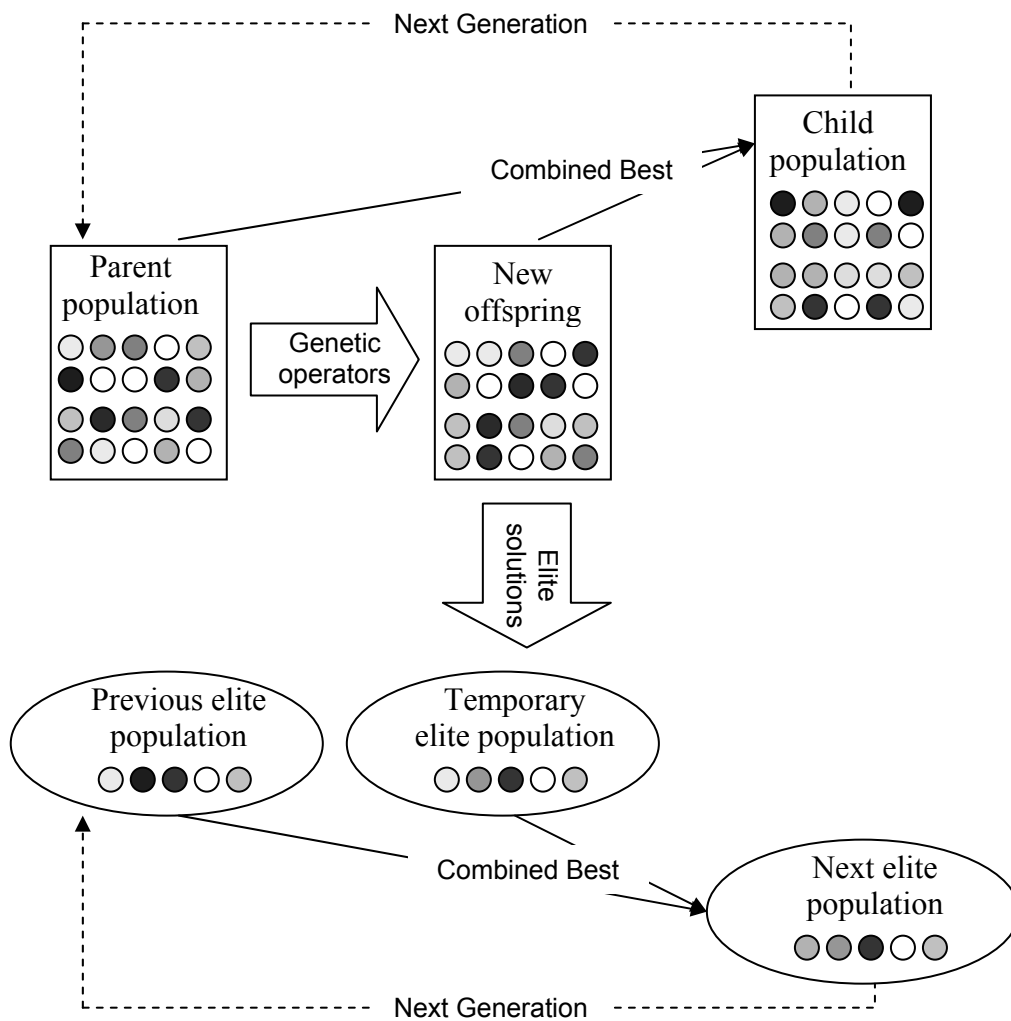 Next Generation
Child
population
Combined Best
Parent
population
New
offspring
Genetic
operators
Elite
solutions
Previous elite
population
Temporary
elite population
Combined Best
Next elite
population
Next Generation